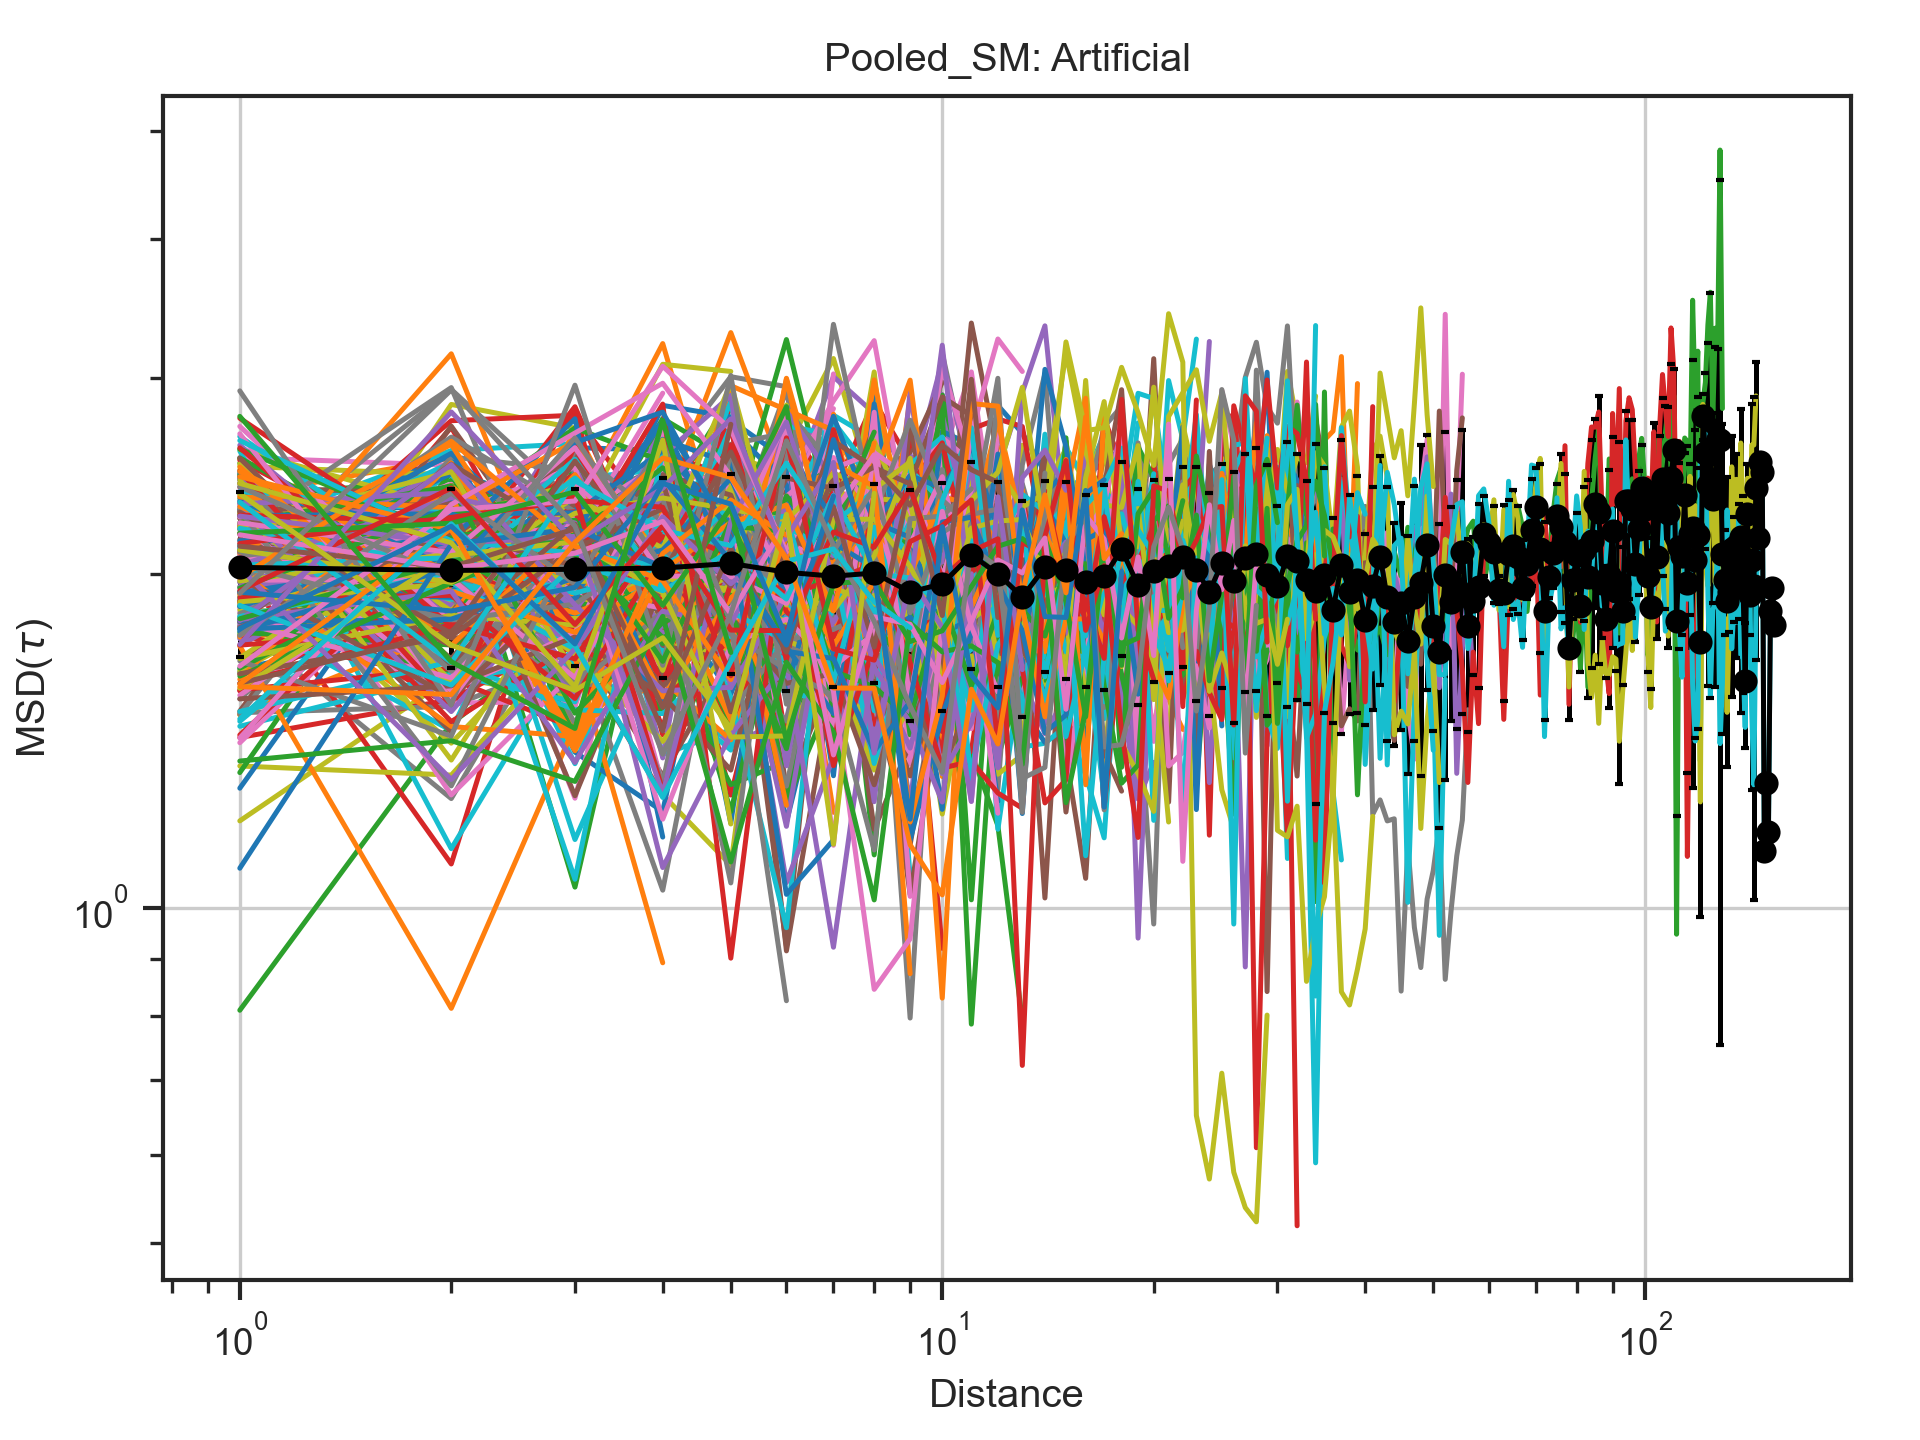 Pooled_SM: Artificial
MSD(τ)
10⁰
10⁰
10¹
10²
Distance